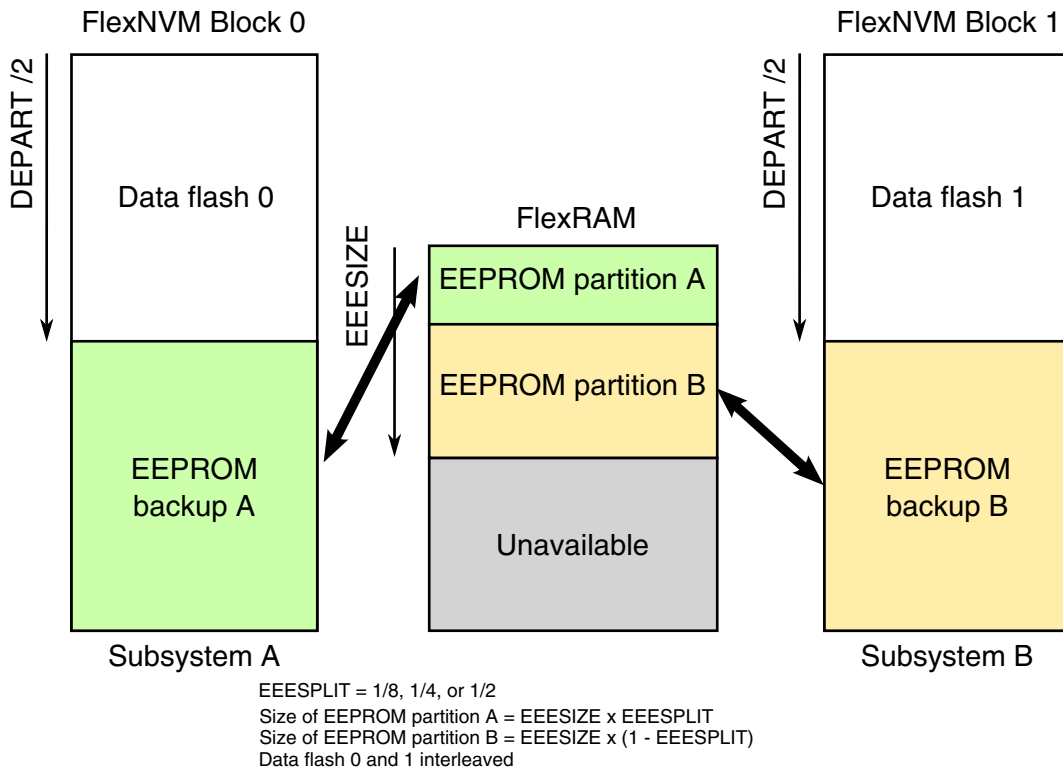 FlexNVM Block 0
FlexNVM Block 1
DEPART /2
Data flash 0
DEPART /2
Data flash 1
FlexRAM
EEESIZE
EEPROM partition A
EEPROM partition B
EEPROM
backup A
EEPROM
backup B
Unavailable
Subsystem A
Subsystem B
EEESPLIT = 1/8, 1/4, or 1/2
Size of EEPROM partition A = EEESIZE x EEESPLIT
Size of EEPROM partition B = EEESIZE x (1 - EEESPLIT)
Data flash 0 and 1 interleaved